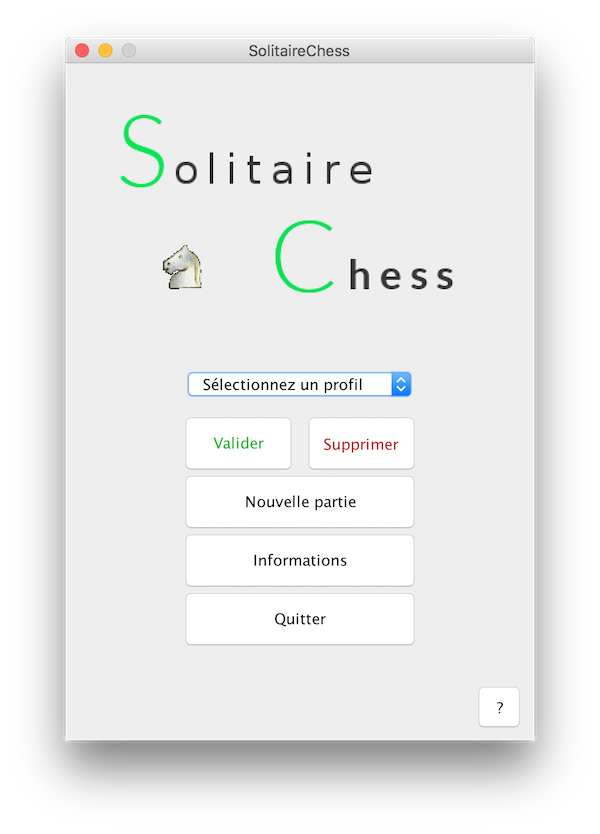 SolitaireChess
Solitaire
Chess
Sélectionnez un profil
Valider Supprimer
Nouvelle partie
Informations
Quitter
?